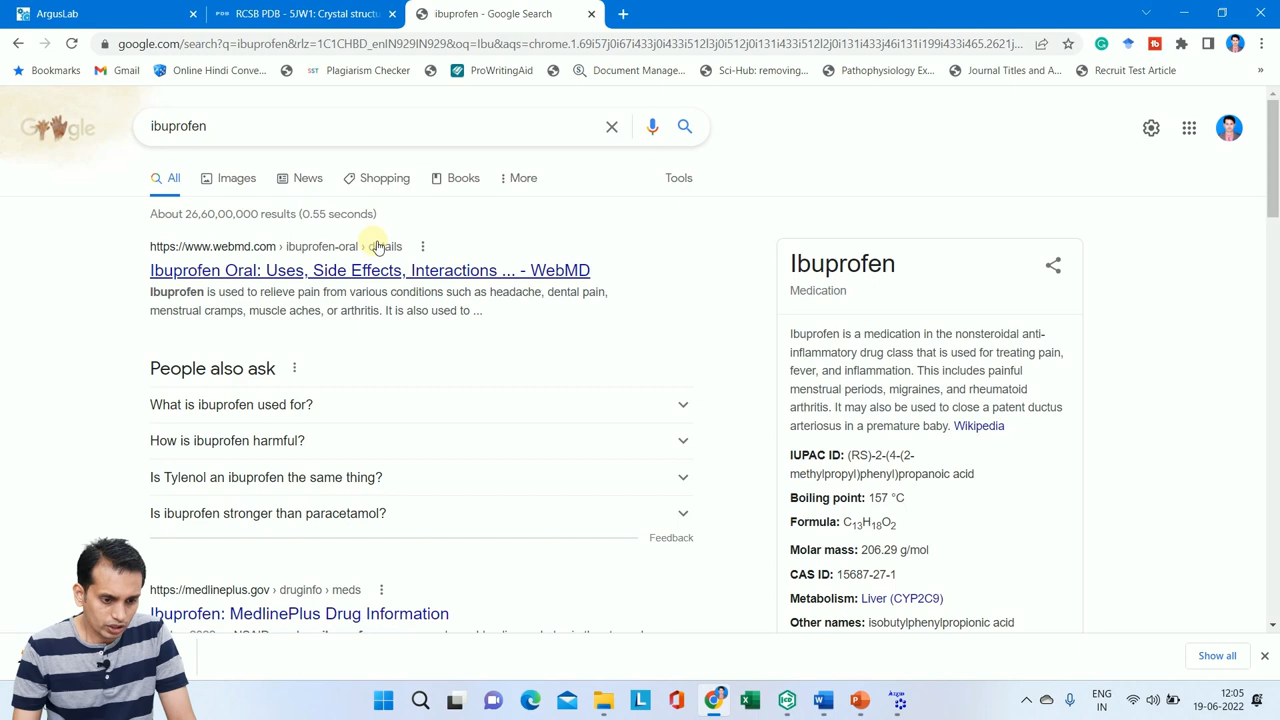 ArgusLab
RCSB PDB - 5JW1: Crystal structu
ibuprofen - Google Search
google.com/search?q=ibuprofen&rlz=1C1CHBD_enIN929IN929&oq=Ibu&aqs=chrome.1.69i57j0i67i433j0i433i512l3j0i512j0i131i433i512l2j0i131i433j46i131i199i433i465.2621j...
Bookmarks
Gmail
Online Hindi Conve...
Plagiarism Checker
ProWritingAid
Document Manage...
Sci-Hub: removing...
Pathophysiology Ex...
Journal Titles and A...
Recruit Test Article
»
ibuprofen
All
Images
News
Shopping
Books
More
Tools
About 26,60,00,000 results (0.55 seconds)
https://www.webmd.com › ibuprofen-oral › details
Ibuprofen Oral: Uses, Side Effects, Interactions ... - WebMD
Ibuprofen is used to relieve pain from various conditions such as headache, dental pain,
menstrual cramps, muscle aches, or arthritis. It is also used to ...
People also ask
What is ibuprofen used for?
How is ibuprofen harmful?
Is Tylenol an ibuprofen the same thing?
Is ibuprofen stronger than paracetamol?
Feedback
https://medlineplus.gov › druginfo › meds
Ibuprofen: MedlinePlus Drug Information
Ibuprofen
Medication
Ibuprofen is a medication in the nonsteroidal anti-
inflammatory drug class that is used for treating pain,
fever, and inflammation. This includes painful
menstrual periods, migraines, and rheumatoid
arthritis. It may also be used to close a patent ductus
arteriosus in a premature baby. Wikipedia
IUPAC ID: (RS)-2-(4-(2-
methylpropyl)phenyl)propanoic acid
Boiling point: 157 °C
Formula: C13H18O2
Molar mass: 206.29 g/mol
CAS ID: 15687-27-1
Metabolism: Liver (CYP2C9)
Other names: isobutylphenylpropionic acid
Show all
ENG
IN
12:05
19-06-2022